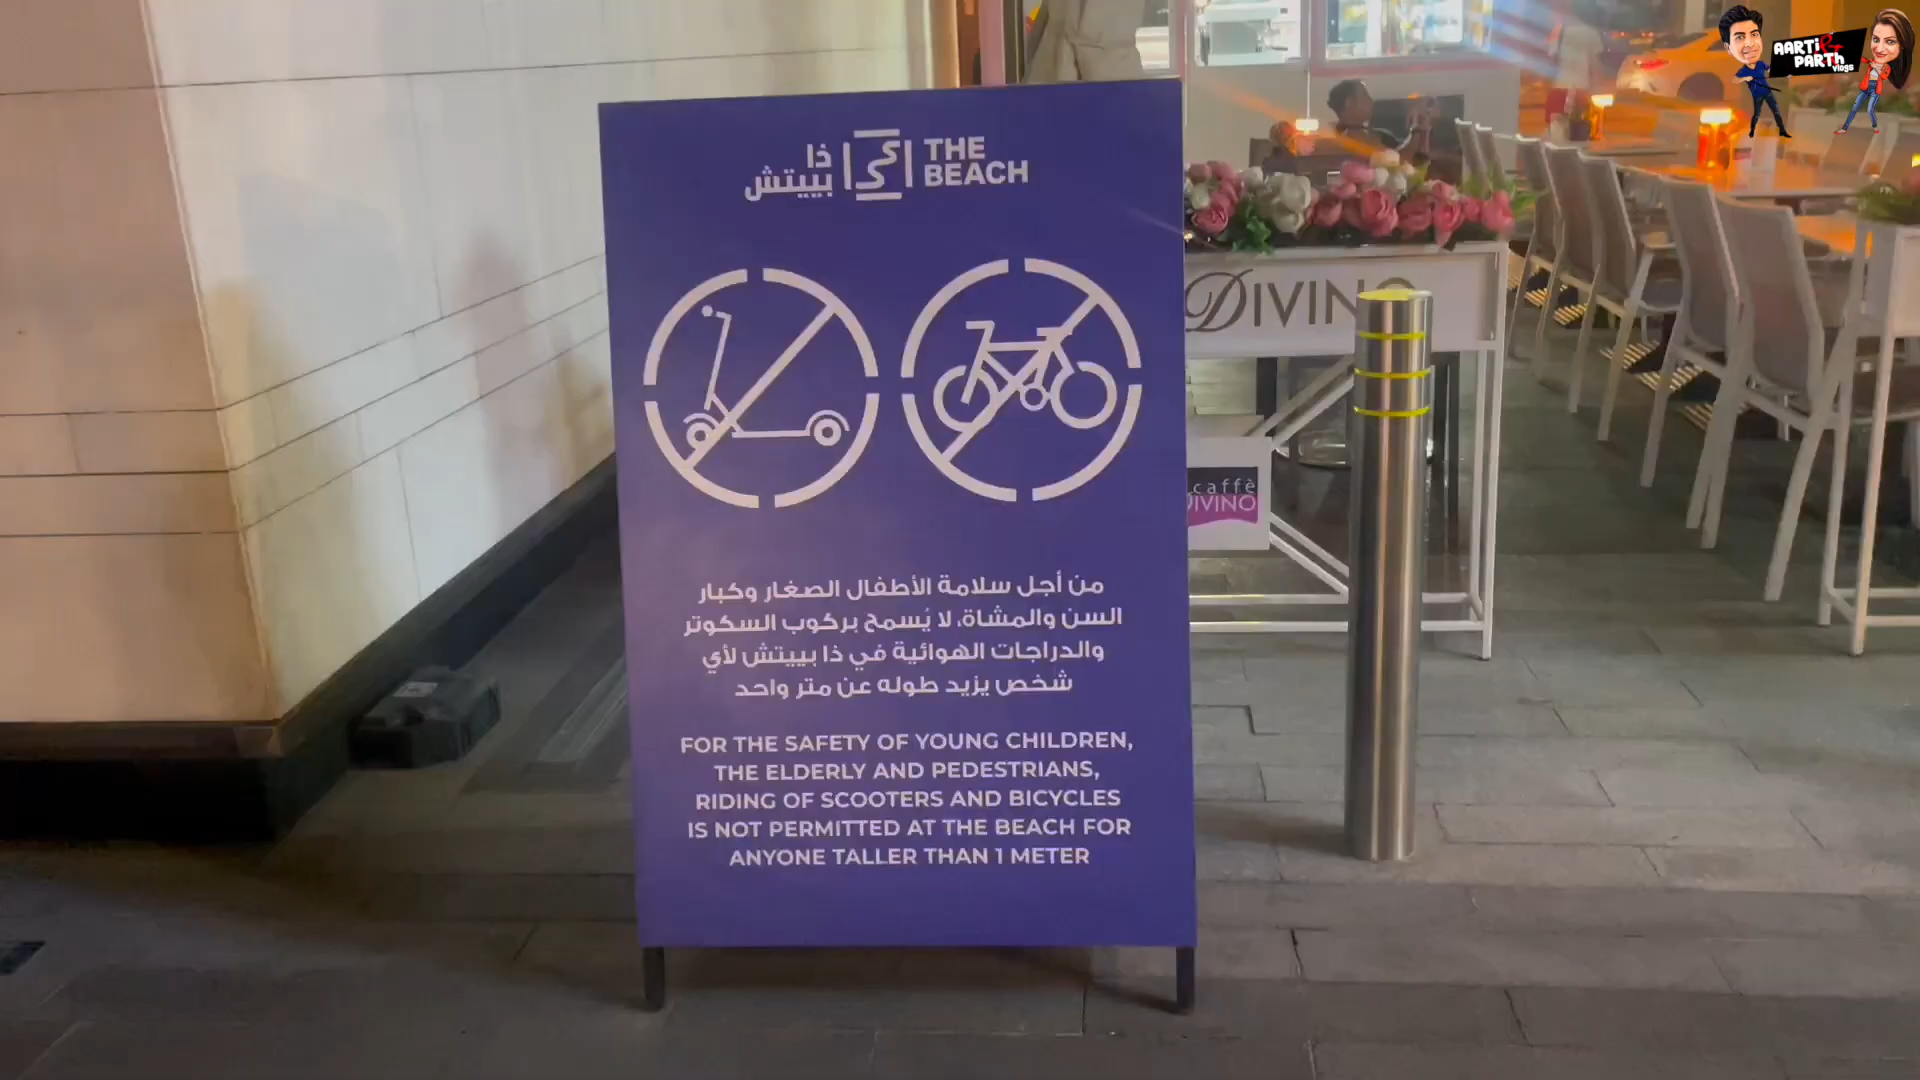 ذا
بييتش
THE
BEACH
من أجل سلامة الأطفال الصغار وكبار
السن والمشاة، لا يُسمح بركوب السكوتر
والدراجات الهوائية في ذا بييتش لأي
شخص يزيد طوله عن متر واحد
FOR THE SAFETY OF YOUNG CHILDREN,
THE ELDERLY AND PEDESTRIANS,
RIDING OF SCOOTERS AND BICYCLES
IS NOT PERMITTED AT THE BEACH FOR
ANYONE TALLER THAN 1 METER
DIVINO
caffè
DIVINO
AARTI &
PARTH
vlogs